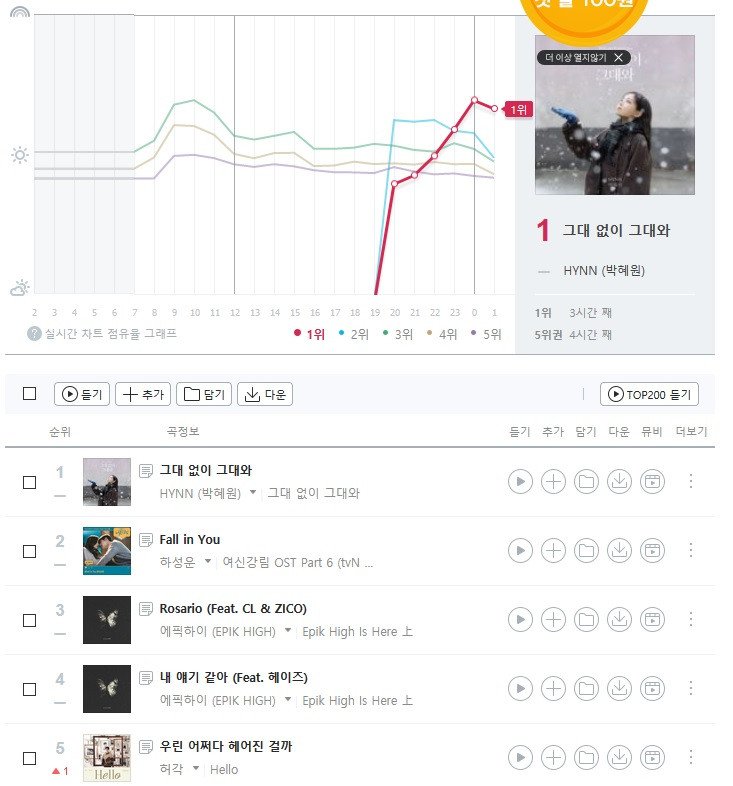 첫 달 100원
더 이상 열지않기
그대와
1위
1 그대 없이 그대와
HYNN (박혜원)
1위 3시간 째
5위권 4시간 째
2 3 4 5 6 7 8 9 10 11 12 13 14 15 16 17 18 19 20 21 22 23 0 1
? 실시간 차트 점유율 그래프
1위 2위 3위 4위 5위
듣기 추가 담기 다운
TOP200 듣기
순위 곡정보 듣기 추가 담기 다운 뮤비 더보기
1 그대 없이 그대와
HYNN (박혜원) 그대 없이 그대와
2 Fall in You
하성운 여신강림 OST Part 6 (tvN ...
3 Rosario (Feat. CL & ZICO)
에픽하이 (EPIK HIGH) Epik High Is Here 上
4 내 얘기 같아 (Feat. 헤이즈)
에픽하이 (EPIK HIGH) Epik High Is Here 上
5 우린 어쩌다 헤어진 걸까
1
허각 Hello
Hello